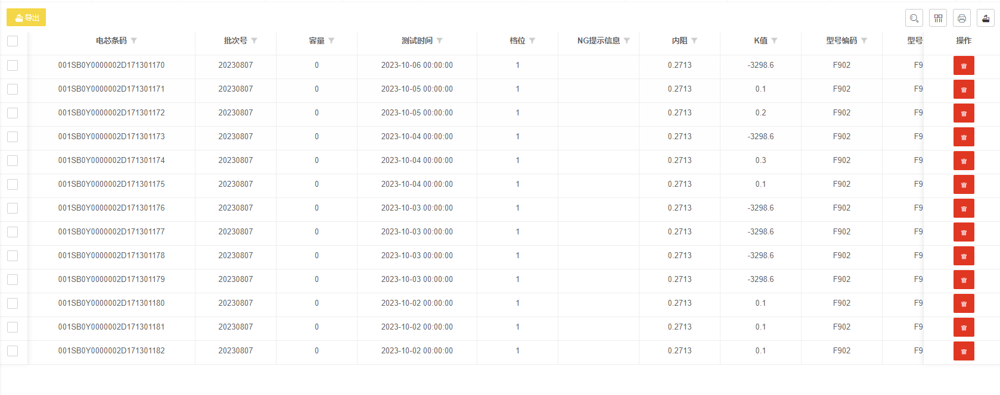 导出
电芯条码 批次号 容量 测试时间 档位 NG提示信息 内阻 K值 型号编码 型号 操作
001SB0Y0000002D171301170 20230807 0 2023-10-06 00:00:00 1 0.2713 -3298.6 F902 F9
001SB0Y0000002D171301171 20230807 0 2023-10-05 00:00:00 1 0.2713 0.1 F902 F9
001SB0Y0000002D171301172 20230807 0 2023-10-05 00:00:00 1 0.2713 0.2 F902 F9
001SB0Y0000002D171301173 20230807 0 2023-10-04 00:00:00 1 0.2713 -3298.6 F902 F9
001SB0Y0000002D171301174 20230807 0 2023-10-04 00:00:00 1 0.2713 0.3 F902 F9
001SB0Y0000002D171301175 20230807 0 2023-10-04 00:00:00 1 0.2713 0.1 F902 F9
001SB0Y0000002D171301176 20230807 0 2023-10-03 00:00:00 1 0.2713 -3298.6 F902 F9
001SB0Y0000002D171301177 20230807 0 2023-10-03 00:00:00 1 0.2713 -3298.6 F902 F9
001SB0Y0000002D171301178 20230807 0 2023-10-03 00:00:00 1 0.2713 -3298.6 F902 F9
001SB0Y0000002D171301179 20230807 0 2023-10-03 00:00:00 1 0.2713 -3298.6 F902 F9
001SB0Y0000002D171301180 20230807 0 2023-10-02 00:00:00 1 0.2713 0.1 F902 F9
001SB0Y0000002D171301181 20230807 0 2023-10-02 00:00:00 1 0.2713 0.1 F902 F9
001SB0Y0000002D171301182 20230807 0 2023-10-02 00:00:00 1 0.2713 0.1 F902 F9